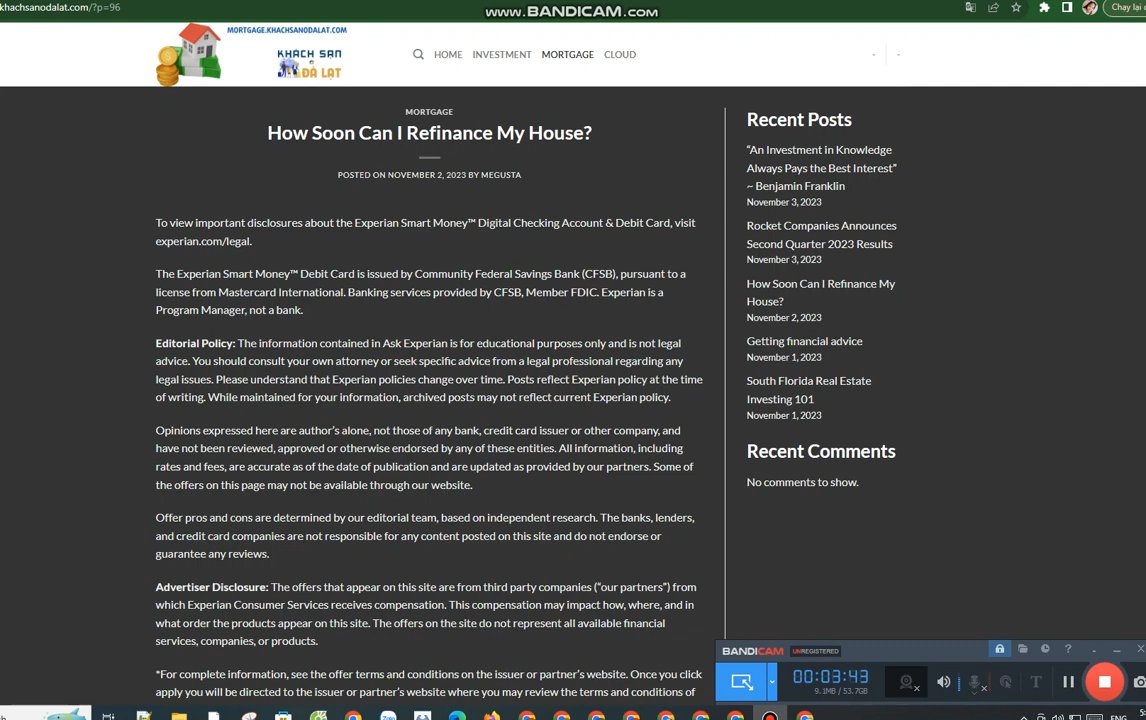 khachsanodalat.com/?p=96
WWW.BANDICAM.COM
Chạy lại
MORTGAGE.KHACHSANODALAT.COM
KHÁCH SẠN
ĐÀ LẠT
HOME
INVESTMENT
MORTGAGE
CLOUD
MORTGAGE
How Soon Can I Refinance My House?
POSTED ON NOVEMBER 2, 2023 BY MEGUSTA
To view important disclosures about the Experian Smart Money™ Digital Checking Account & Debit Card, visit
experian.com/legal.
The Experian Smart Money™ Debit Card is issued by Community Federal Savings Bank (CFSB), pursuant to a
license from Mastercard International. Banking services provided by CFSB, Member FDIC. Experian is a
Program Manager, not a bank.
Editorial Policy: The information contained in Ask Experian is for educational purposes only and is not legal
advice. You should consult your own attorney or seek specific advice from a legal professional regarding any
legal issues. Please understand that Experian policies change over time. Posts reflect Experian policy at the time
of writing. While maintained for your information, archived posts may not reflect current Experian policy.
Opinions expressed here are author's alone, not those of any bank, credit card issuer or other company, and
have not been reviewed, approved or otherwise endorsed by any of these entities. All information, including
rates and fees, are accurate as of the date of publication and are updated as provided by our partners. Some of
the offers on this page may not be available through our website.
Offer pros and cons are determined by our editorial team, based on independent research. The banks, lenders,
and credit card companies are not responsible for any content posted on this site and do not endorse or
guarantee any reviews.
Advertiser Disclosure: The offers that appear on this site are from third party companies (“our partners”) from
which Experian Consumer Services receives compensation. This compensation may impact how, where, and in
what order the products appear on this site. The offers on the site do not represent all available financial
services, companies, or products.
*For complete information, see the offer terms and conditions on the issuer or partner's website. Once you click
apply you will be directed to the issuer or partner's website where you may review the terms and conditions of
Recent Posts
“An Investment in Knowledge
Always Pays the Best Interest”
~ Benjamin Franklin
November 3, 2023
Rocket Companies Announces
Second Quarter 2023 Results
November 3, 2023
How Soon Can I Refinance My
House?
November 2, 2023
Getting financial advice
November 1, 2023
South Florida Real Estate
Investing 101
November 1, 2023
Recent Comments
No comments to show.
BANDICAM
UNREGISTERED
00:03:43
9.1MB / 53.7GB
ENG